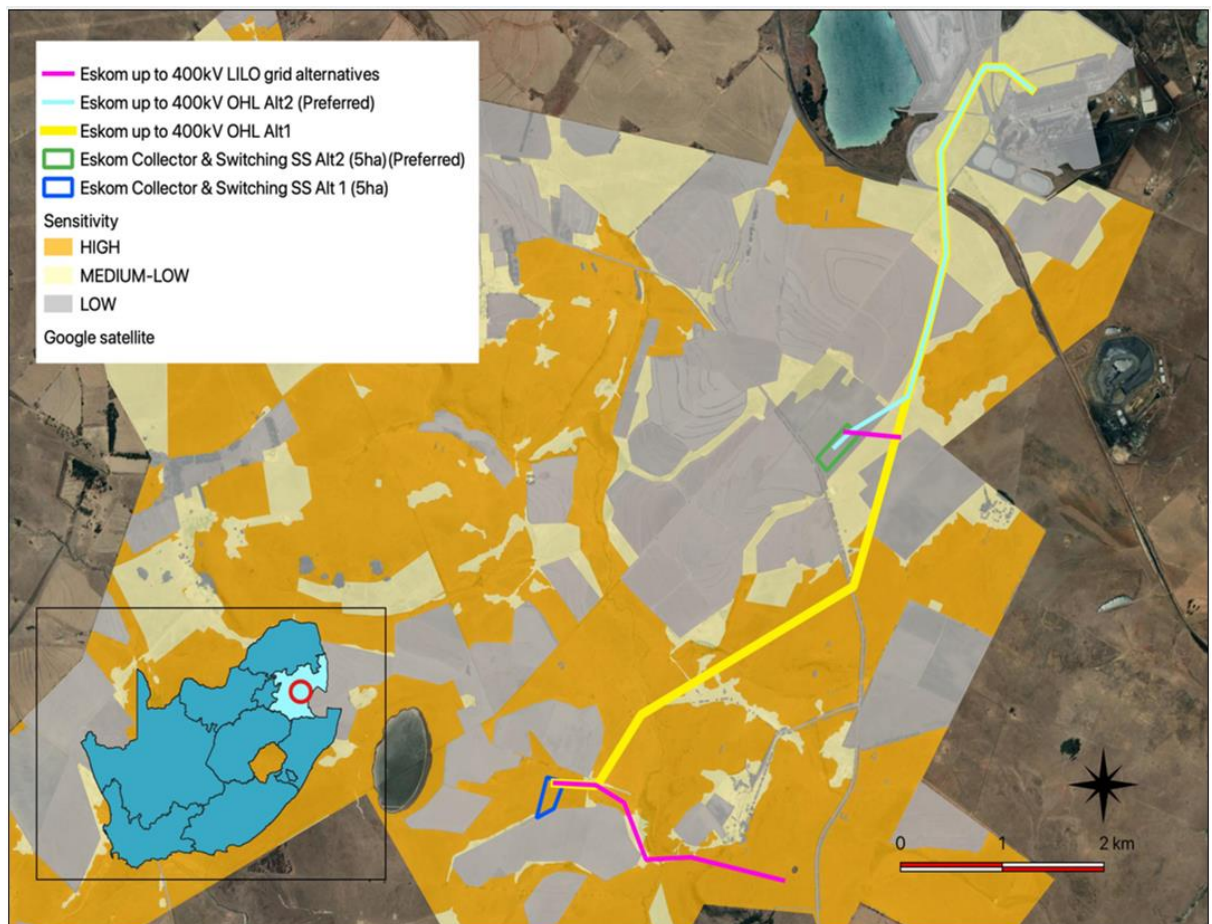 Eskom up to 400kV LILO grid alternatives
Eskom up to 400kV OHL Alt2 (Preferred)
Eskom up to 400kV OHL Alt1
Eskom Collector & Switching SS Alt2 (5ha)(Preferred)
Eskom Collector & Switching SS Alt 1 (5ha)
Sensitivity
HIGH
MEDIUM-LOW
LOW
Google satellite
0 1 2 km